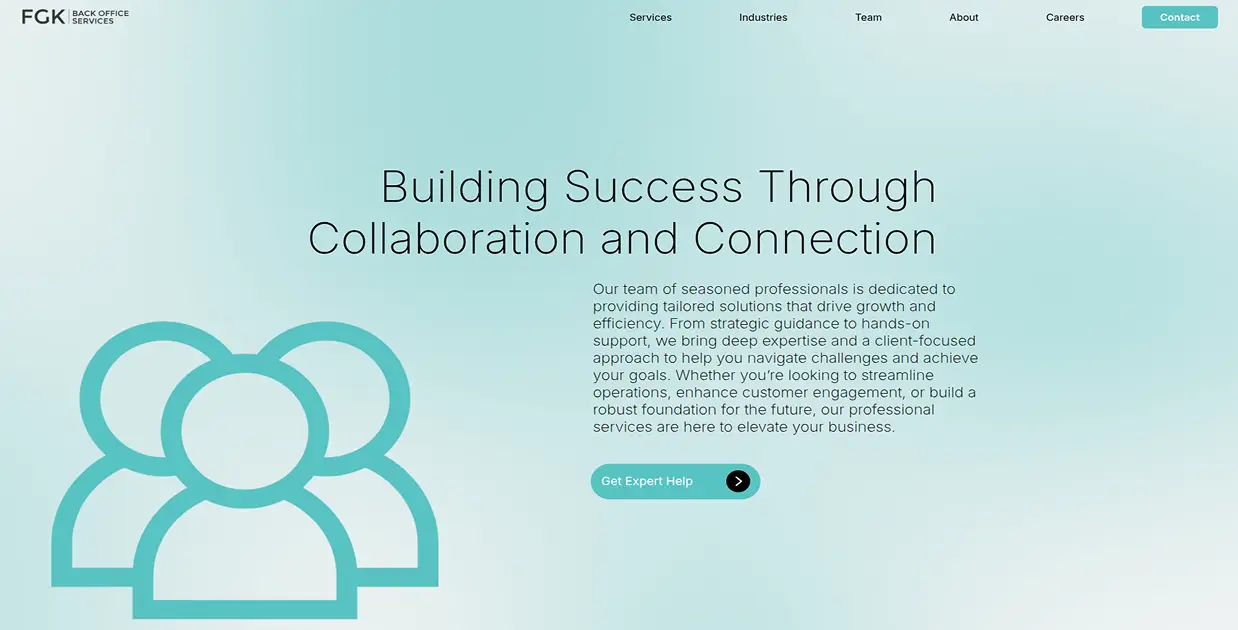 FGK BACK OFFICE
SERVICES
Services
Industries
Team
About
Careers
Contact
Building Success Through
Collaboration and Connection
Our team of seasoned professionals is dedicated to
providing tailored solutions that drive growth and
efficiency. From strategic guidance to hands-on
support, we bring deep expertise and a client-focused
approach to help you navigate challenges and achieve
your goals. Whether you’re looking to streamline
operations, enhance customer engagement, or build a
robust foundation for the future, our professional
services are here to elevate your business.
Get Expert Help